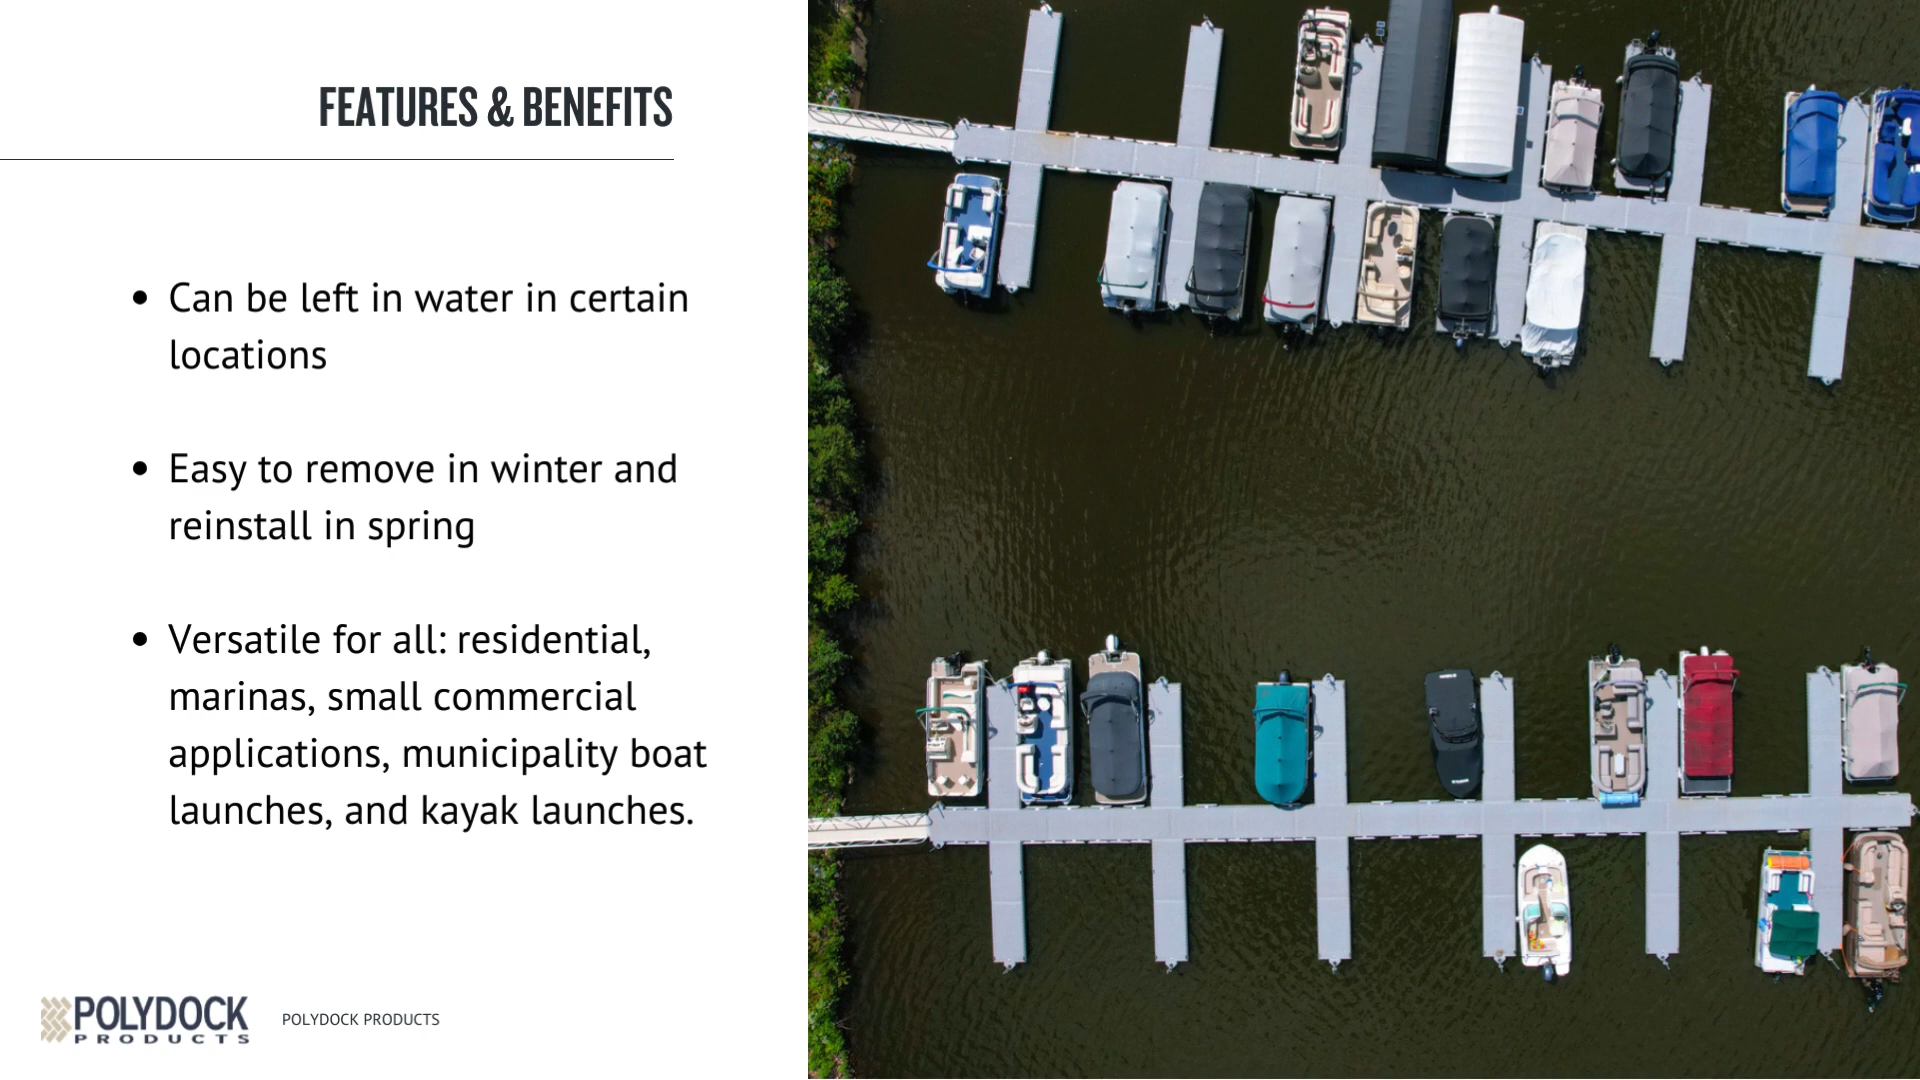 FEATURES & BENEFITS
• Can be left in water in certain
locations
• Easy to remove in winter and
reinstall in spring
• Versatile for all: residential,
marinas, small commercial
applications, municipality boat
launches, and kayak launches.
POLYDOCK
PRODUCTS
POLYDOCK PRODUCTS